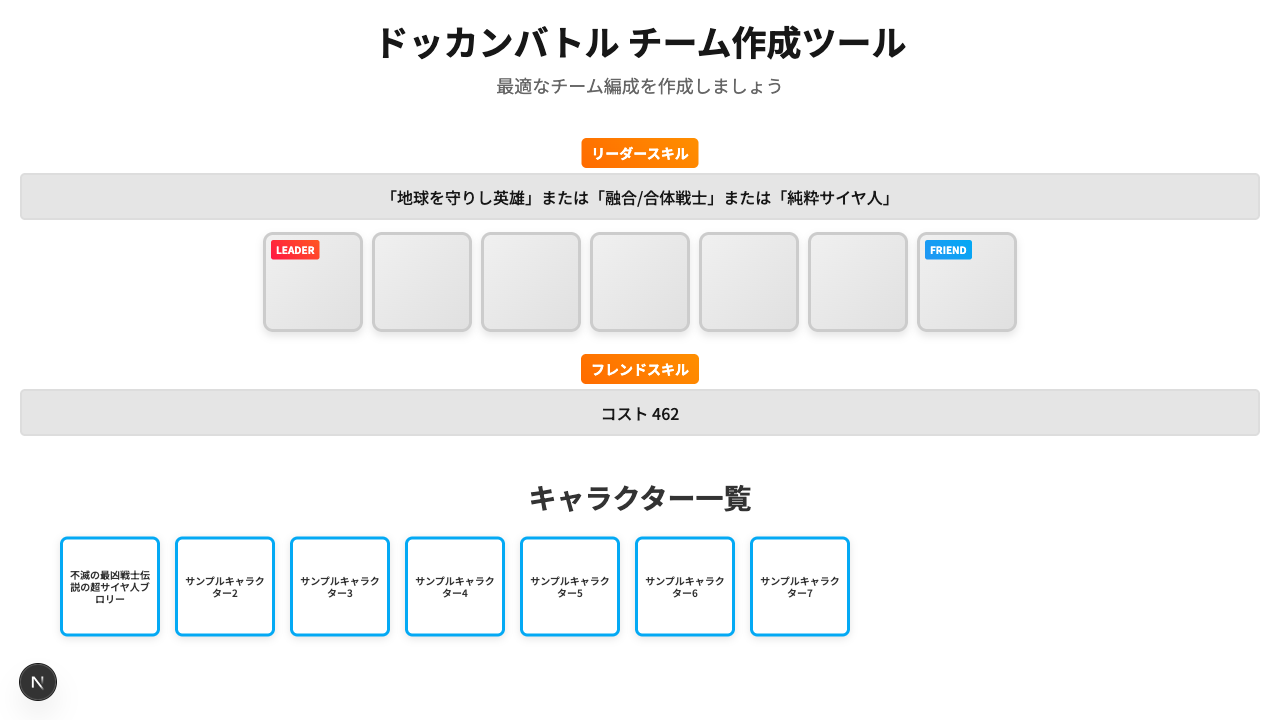 ドッカンバトル チーム作成ツール
最適なチーム編成を作成しましょう
リーダースキル
「地球を守りし英雄」または「融合/合体戦士」または「純粋サイヤ人」
LEADER
FRIEND
フレンドスキル
コスト 462
キャラクター一覧
不滅の最凶戦士伝
説の超サイヤ人ブ
ロリー
サンプルキャラク
ター2
サンプルキャラク
ター3
サンプルキャラク
ター4
サンプルキャラク
ター5
サンプルキャラク
ター6
サンプルキャラク
ター7
N